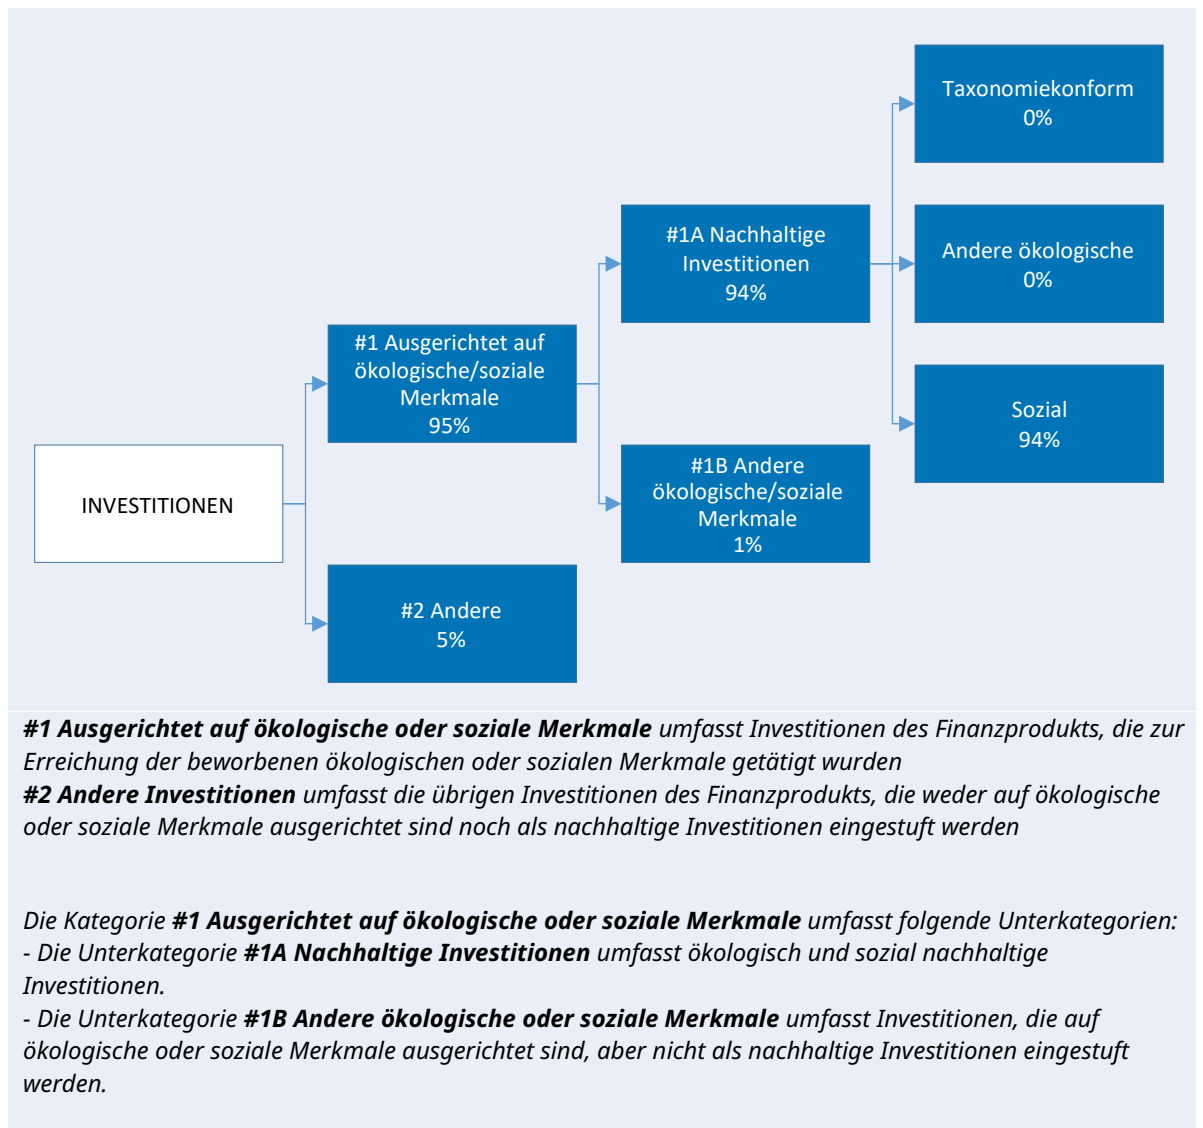 Taxonomiekonform
0%
#1A Nachhaltige
Investitionen
94%
Andere ökologische
0%
#1 Ausgerichtet auf
ökologische/soziale
Merkmale
95%
Sozial
94%
INVESTITIONEN
#1B Andere
ökologische/soziale
Merkmale
1%
#2 Andere
5%
#1 Ausgerichtet auf ökologische oder soziale Merkmale umfasst Investitionen des Finanzprodukts, die zur
Erreichung der beworbenen ökologischen oder sozialen Merkmale getätigt wurden
#2 Andere Investitionen umfasst die übrigen Investitionen des Finanzprodukts, die weder auf ökologische
oder soziale Merkmale ausgerichtet sind noch als nachhaltige Investitionen eingestuft werden
Die Kategorie #1 Ausgerichtet auf ökologische oder soziale Merkmale umfasst folgende Unterkategorien:
- Die Unterkategorie #1A Nachhaltige Investitionen umfasst ökologisch und sozial nachhaltige
Investitionen.
- Die Unterkategorie #1B Andere ökologische oder soziale Merkmale umfasst Investitionen, die auf
ökologische oder soziale Merkmale ausgerichtet sind, aber nicht als nachhaltige Investitionen eingestuft
werden.